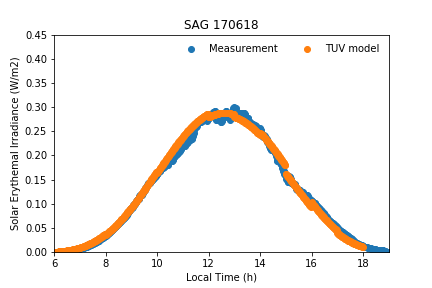 SAG 170618
Measurement
TUV model
Solar Erythemal Irradiance (W/m2)
0.45
0.40
0.35
0.30
0.25
0.20
0.15
0.10
0.05
0.00
6 8 10 12 14 16 18
Local Time (h)